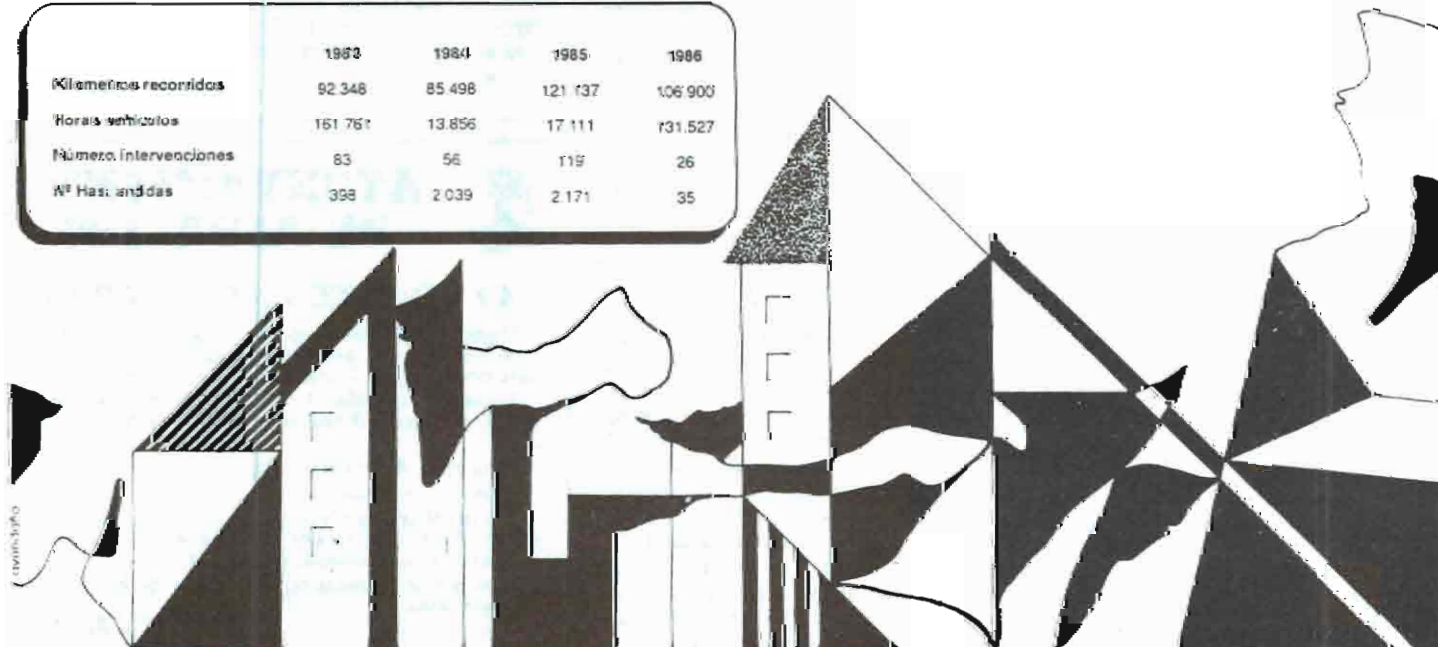 1983 1984 1985 1986
Kilometros recorridos 92.348 85.498 121.137 106.900
Horas vehiculos 161.761 13.856 17.111 131.527
Número intervenciones 83 56 119 26
Nº Has. ardidas 398 2.039 2.171 35
avendaño